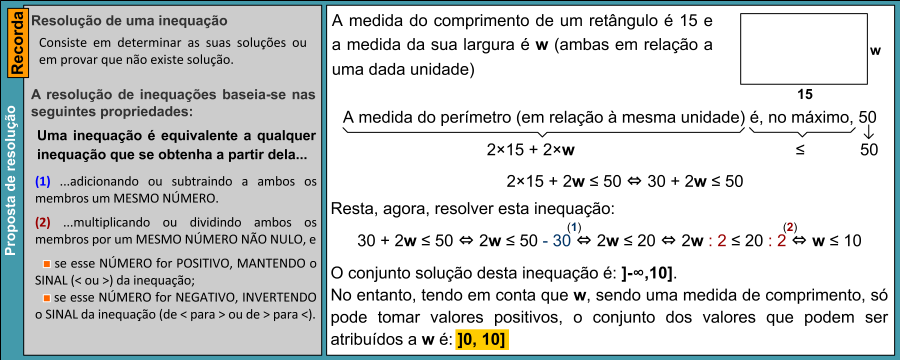 Recorda
Proposta de resolução
Resolução de uma inequação
Consiste em determinar as suas soluções ou
em provar que não existe solução.
A resolução de inequações baseia-se nas
seguintes propriedades:
Uma inequação é equivalente a qualquer
inequação que se obtenha a partir dela...
(1) ...adicionando ou subtraindo a ambos os
membros um MESMO NÚMERO.
(2) ...multiplicando ou dividindo ambos os
membros por um MESMO NÚMERO NÃO NULO, e
se esse NÚMERO for POSITIVO, MANTENDO o
SINAL (< ou >) da inequação;
se esse NÚMERO for NEGATIVO, INVERTENDO
o SINAL da inequação (de < para > ou de > para <).
A medida do comprimento de um retângulo é 15 e
a medida da sua largura é w (ambas em relação a
uma dada unidade)
w
15
A medida do perímetro (em relação à mesma unidade) é, no máximo, 50
2×15 + 2×w ≤ 50
2×15 + 2w ≤ 50 ⇔ 30 + 2w ≤ 50
Resta, agora, resolver esta inequação:
30 + 2w ≤ 50 ⇔ 2w ≤ 50 - 30 (1)⇔ 2w ≤ 20 ⇔ 2w : 2 ≤ 20 : 2 (2)⇔ w ≤ 10
O conjunto solução desta inequação é: ]-∞,10].
No entanto, tendo em conta que w, sendo uma medida de comprimento, só
pode tomar valores positivos, o conjunto dos valores que podem ser
atribuídos a w é: ]0, 10]